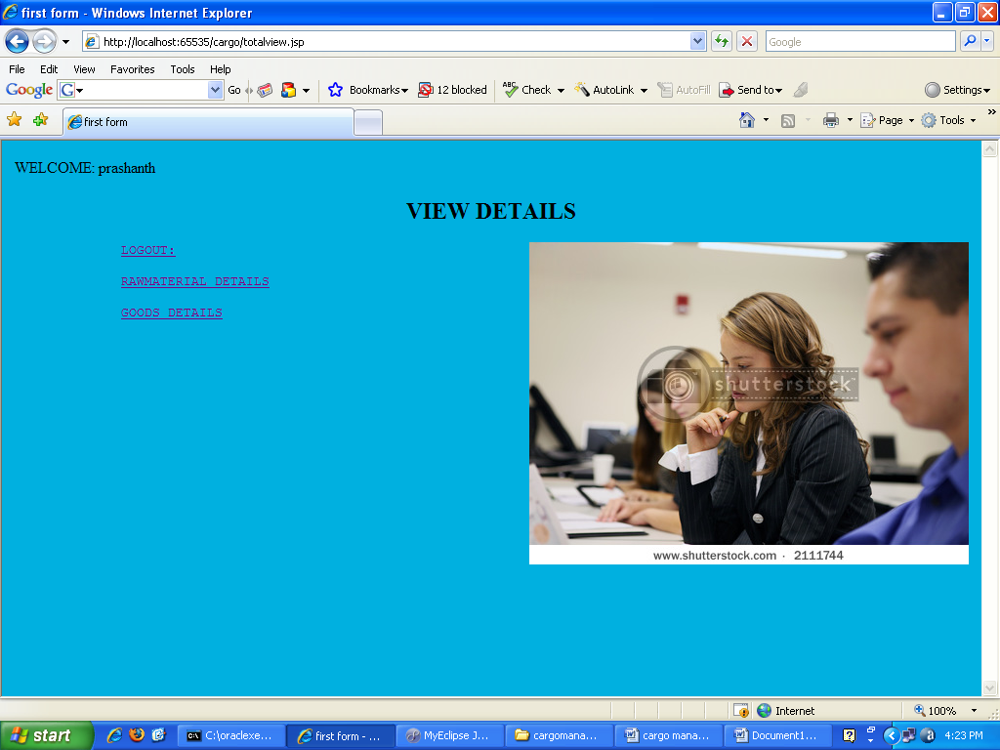 first form - Windows Internet Explorer
http://localhost:65535/cargo/totalview.jsp
Google
File Edit View Favorites Tools Help
Google G Go Bookmarks 12 blocked ABC Check AutoLink AutoFill Send to Settings
first form Page Tools »
WELCOME: prashanth
VIEW DETAILS
LOGOUT:
RAWMATERIAL DETAILS
GOODS DETAILS
shutterstock
www.shutterstock.com · 2111744
Internet 100%
start C:\oraclexe... first form - ... MyEclipse J... cargomana... cargo mana... Document1... 4:23 PM